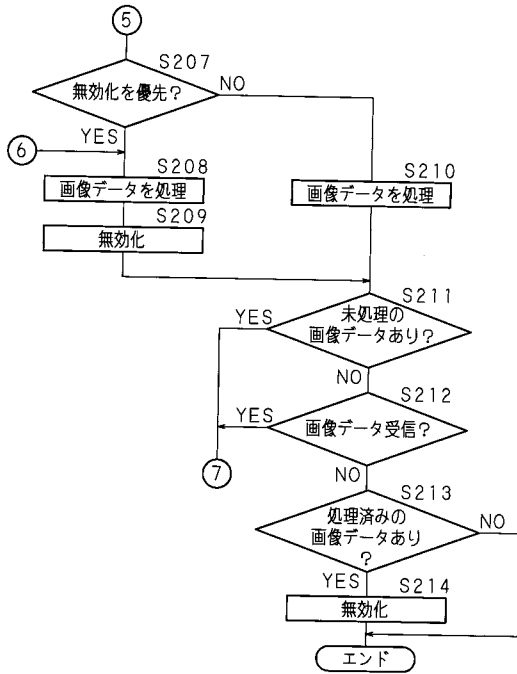 5
S207
無効化を優先?
NO
YES
6
S208
画像データを処理
S209
無効化
S210
画像データを処理
S211
未処理の
画像データあり?
YES
NO
S212
画像データ受信?
YES
7
NO
S213
処理済みの
画像データあり
?
NO
YES
S214
無効化
エンド